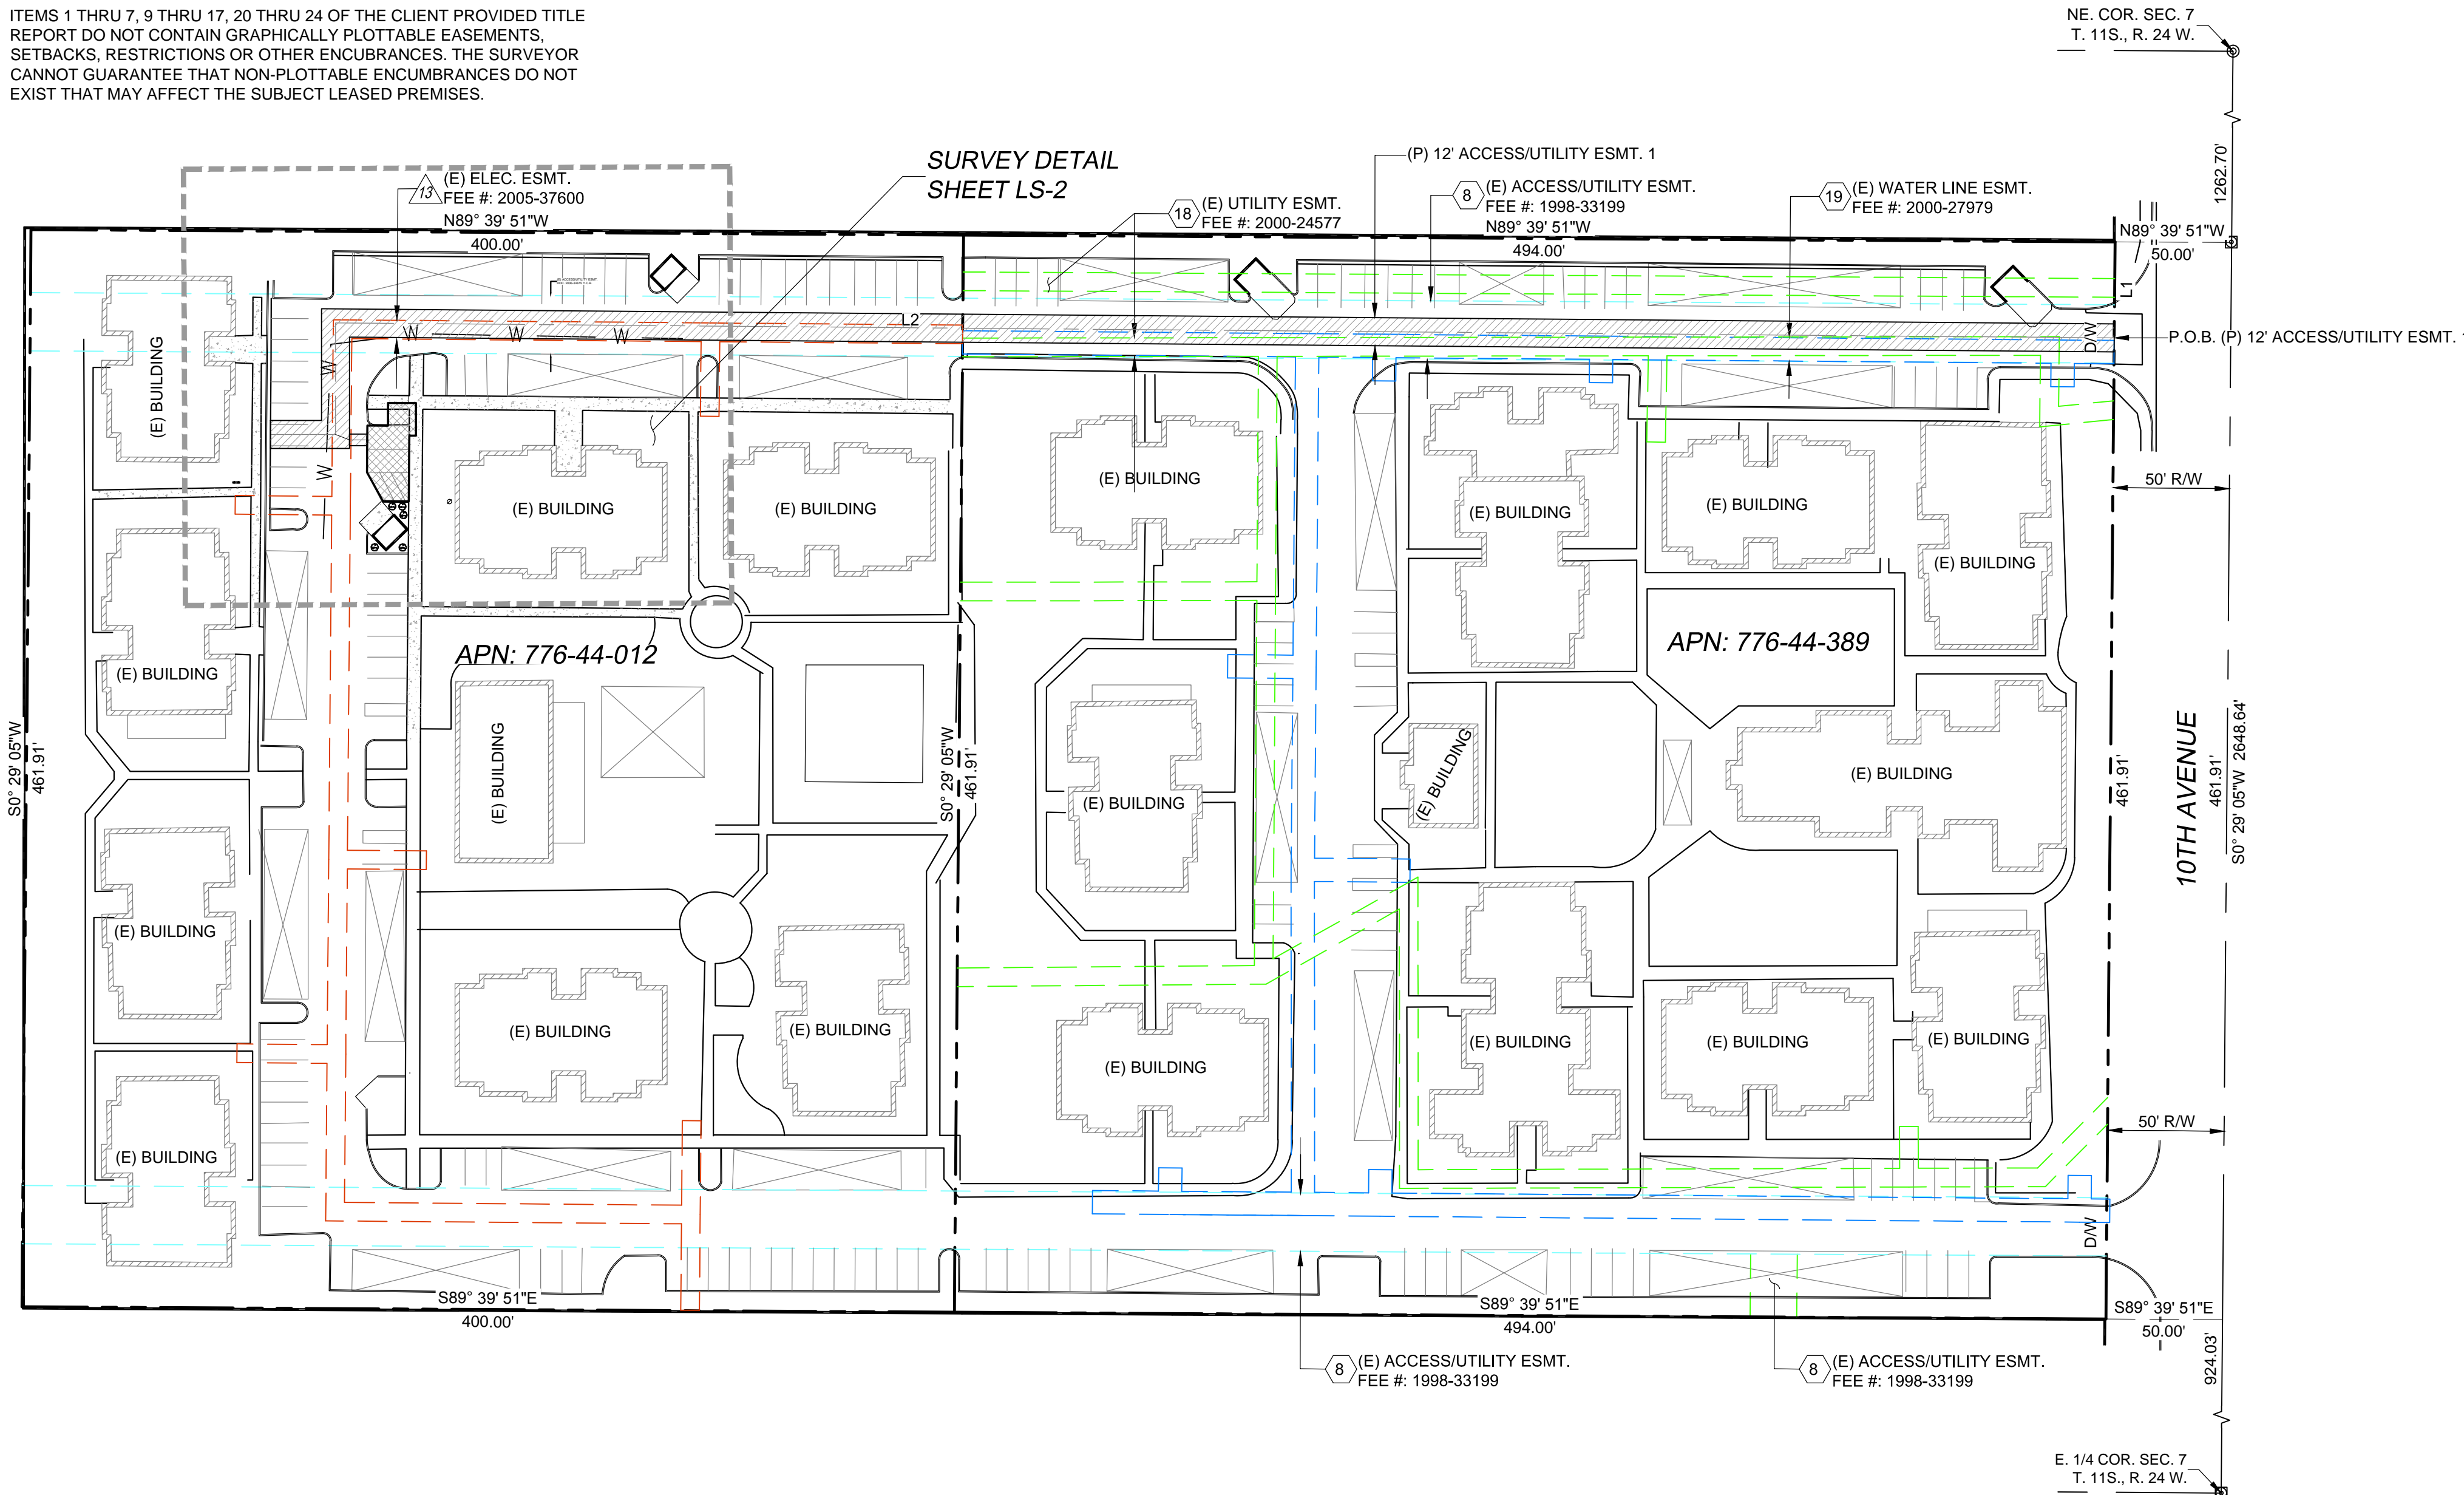 ITEMS 1 THRU 7, 9 THRU 17, 20 THRU 24 OF THE CLIENT PROVIDED TITLE
REPORT DO NOT CONTAIN GRAPHICALLY PLOTTABLE EASEMENTS,
SETBACKS, RESTRICTIONS OR OTHER ENCUBRANCES. THE SURVEYOR
CANNOT GUARANTEE THAT NON-PLOTTABLE ENCUMBRANCES DO NOT
EXIST THAT MAY AFFECT THE SUBJECT LEASED PREMISES.
NE. COR. SEC. 7
T. 11S., R. 24 W.
1262.70'
SURVEY DETAIL
SHEET LS-2
13
(E) ELEC. ESMT.
FEE #: 2005-37600
N89° 39' 51"W
400.00'
18
(E) UTILITY ESMT.
FEE #: 2000-24577
(P) 12' ACCESS/UTILITY ESMT. 1
8
(E) ACCESS/UTILITY ESMT.
FEE #: 1998-33199
N89° 39' 51"W
494.00'
19
(E) WATER LINE ESMT.
FEE #: 2000-27979
N89° 39' 51"W
50.00'
L1
L2
D/W
P.O.B. (P) 12' ACCESS/UTILITY ESMT. 1
W
W
W
W
W
(E) BUILDING
(E) BUILDING
(E) BUILDING
(E) BUILDING
(E) BUILDING
(E) BUILDING
(E) BUILDING
50' R/W
(E) BUILDING
APN: 776-44-012
APN: 776-44-389
(E) BUILDING
(E) BUILDING
(E) BUILDING
(E) BUILDING
(E) BUILDING
S0° 29' 05"W
461.91'
S0° 29' 05"W
461.91'
461.91'
10TH AVENUE
461.91'
S0° 29' 05"W 2648.64'
(E) BUILDING
(E) BUILDING
(E) BUILDING
(E) BUILDING
(E) BUILDING
(E) BUILDING
(E) BUILDING
(E) BUILDING
50' R/W
(E) BUILDING
D/W
S89° 39' 51"E
400.00'
S89° 39' 51"E
494.00'
S89° 39' 51"E
50.00'
924.03'
8
(E) ACCESS/UTILITY ESMT.
FEE #: 1998-33199
8
(E) ACCESS/UTILITY ESMT.
FEE #: 1998-33199
E. 1/4 COR. SEC. 7
T. 11S., R. 24 W.